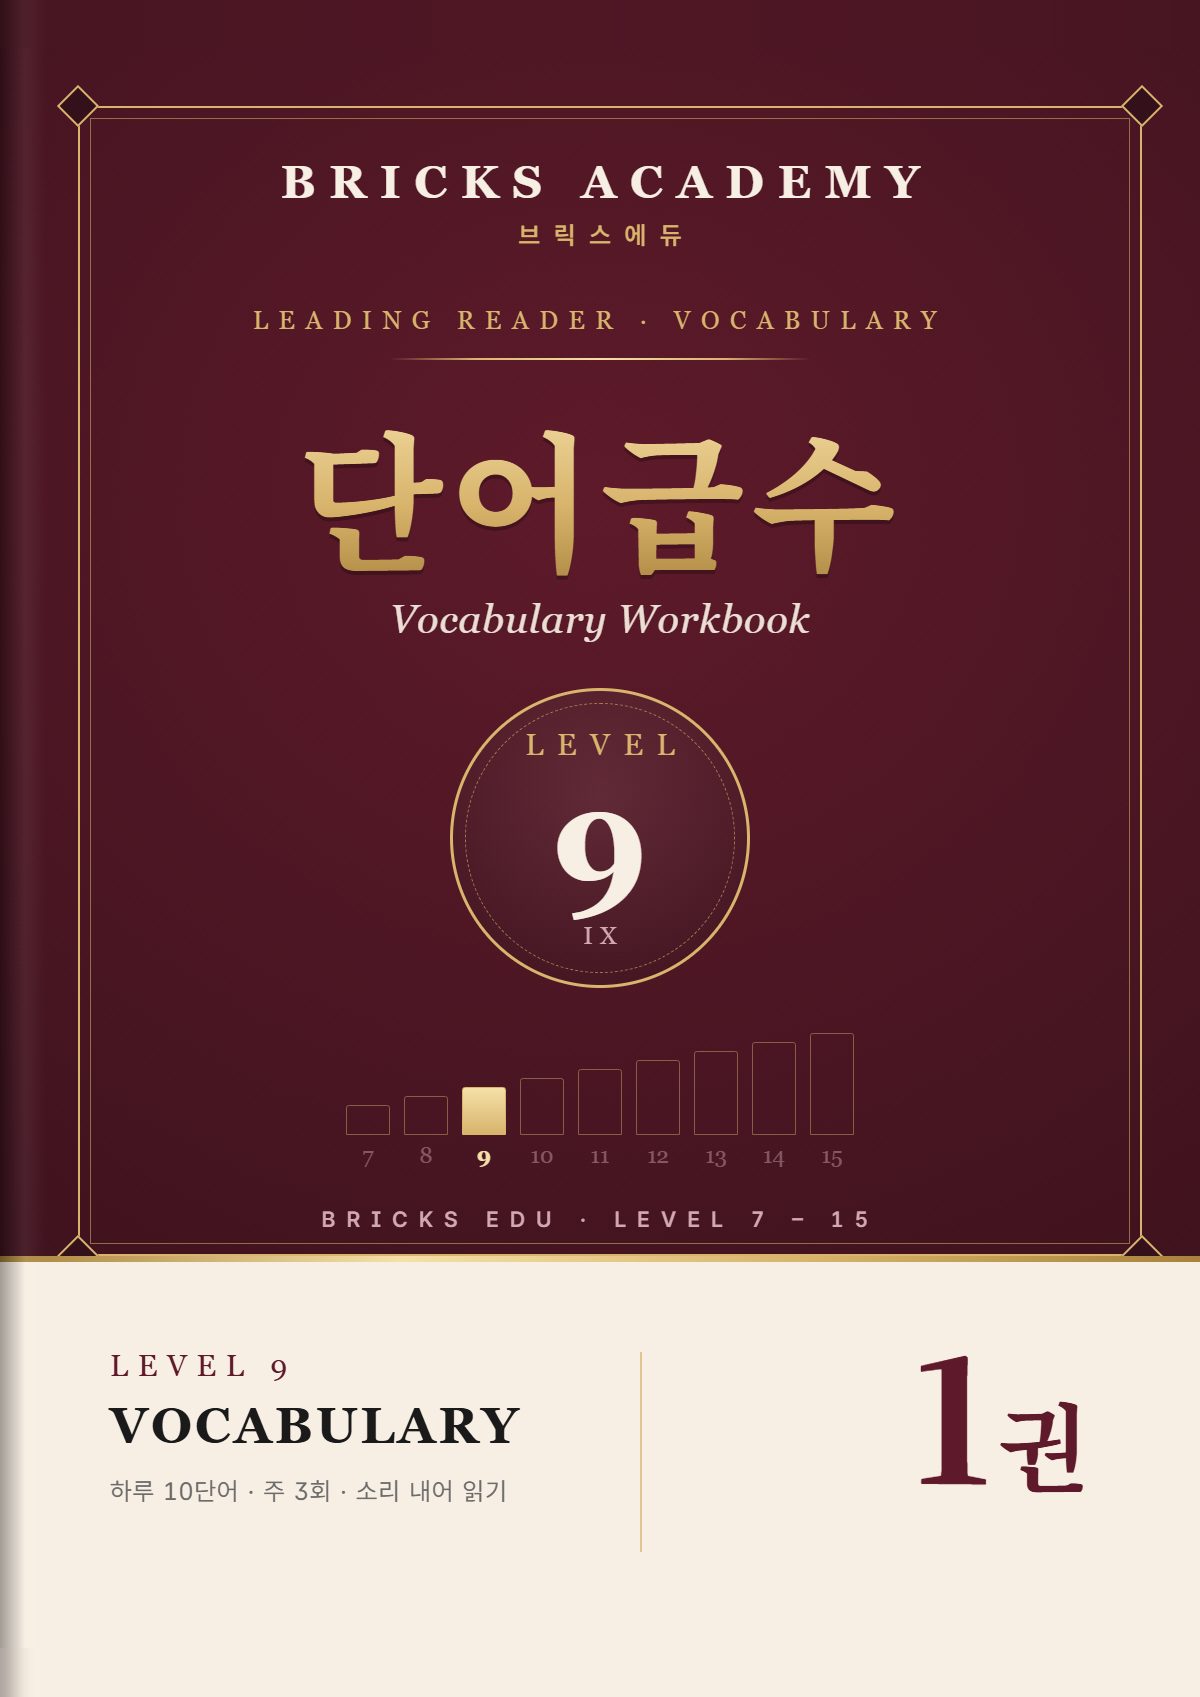 BRICKS ACADEMY
브릭스에듀
LEADING READER · VOCABULARY
단어급수
Vocabulary Workbook
LEVEL
9
IX
7 8 9 10 11 12 13 14 15
BRICKS EDU · LEVEL 7 – 15
LEVEL 9
VOCABULARY
하루 10단어 · 주 3회 · 소리 내어 읽기
1권